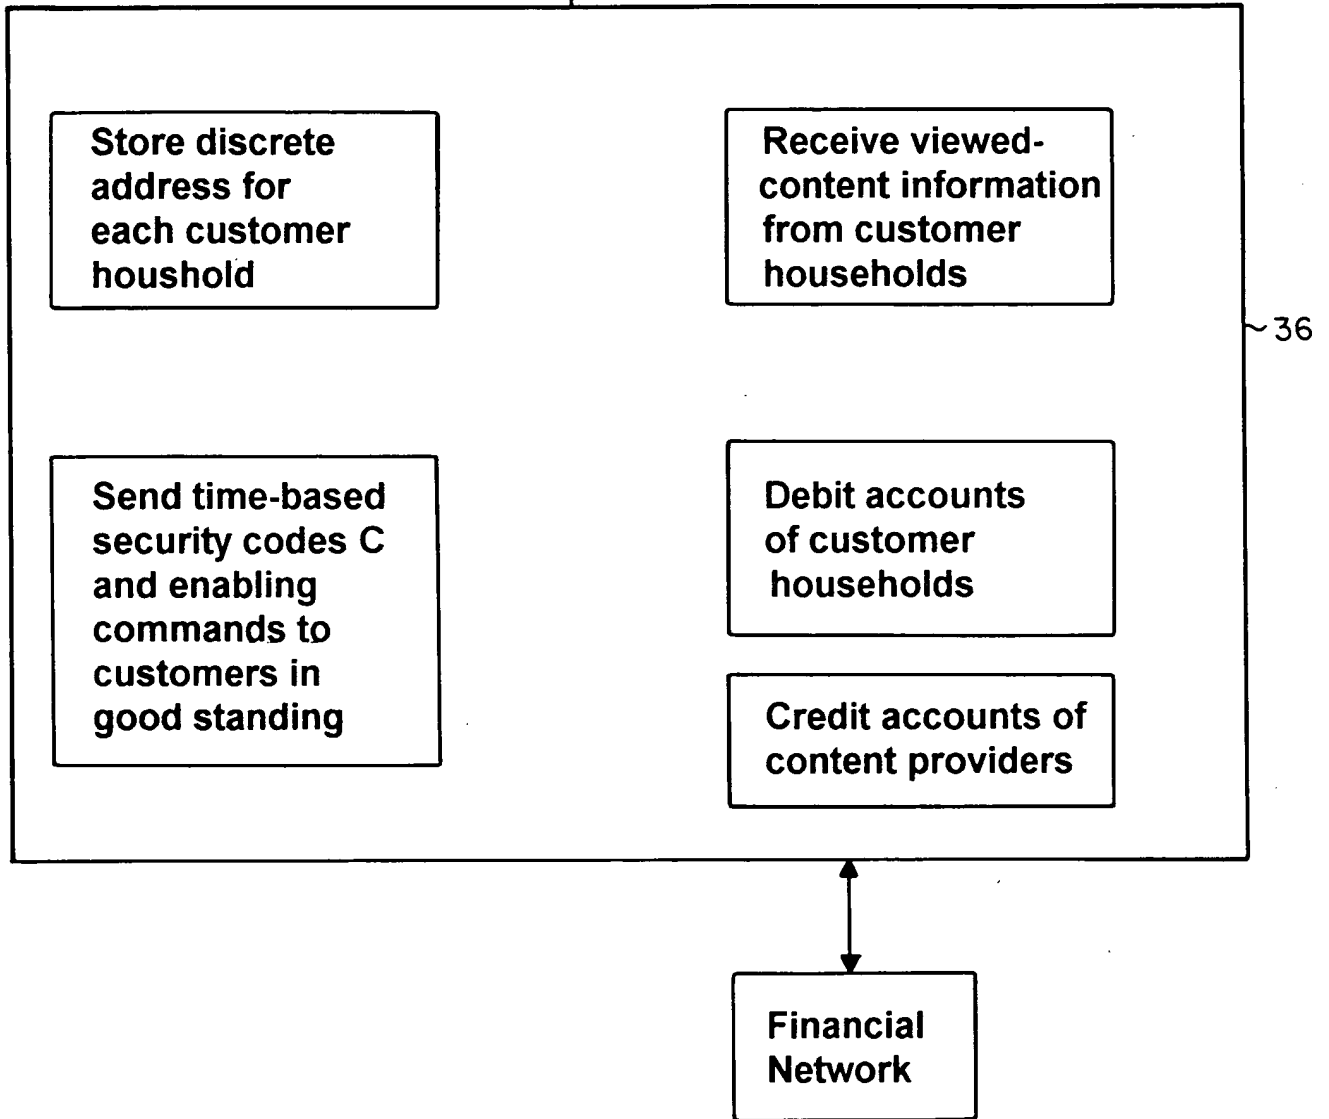 Store discrete
address for
each customer
houshold
Receive viewed-
content information
from customer
households
36
Send time-based
security codes C
and enabling
commands to
customers in
good standing
Debit accounts
of customer
households
Credit accounts of
content providers
Financial
Network